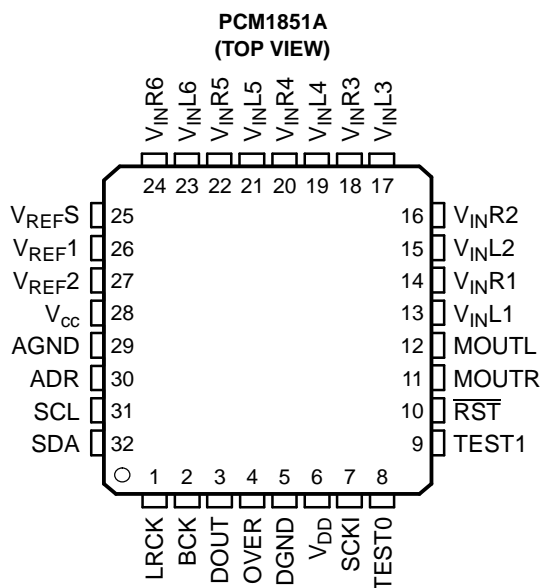 PCM1851A
(TOP VIEW)
VINR6
VINL6
VINR5
VINL5
VINR4
VINL4
VINR3
VINL3
24 23 22 21 20 19 18 17
VREFS 25
VREF1 26
VREF2 27
Vcc 28
AGND 29
ADR 30
SCL 31
SDA 32
16 VINR2
15 VINL2
14 VINR1
13 VINL1
12 MOUTL
11 MOUTR
10 RST
9 TEST1
1 2 3 4 5 6 7 8
LRCK
BCK
DOUT
OVER
DGND
VDD
SCKI
TEST0